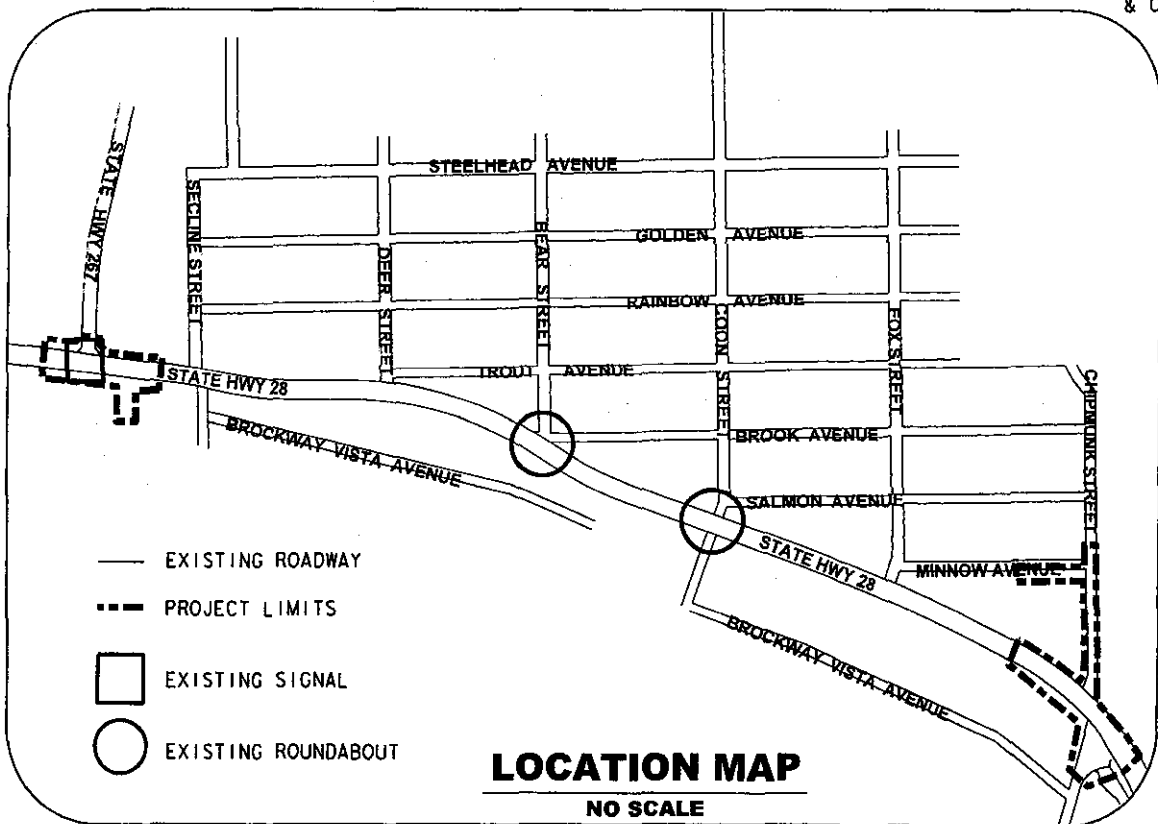 & C
STATE HWY 267
SECLINE STREET
STEELHEAD AVENUE
DEER STREET
BEAR STREET
GOLDEN AVENUE
RAINBOW AVENUE
COON STREET
FOX STREET
TROUT AVENUE
CHIPMUNK STREET
STATE HWY 28
BROCKWAY VISTA AVENUE
BROOK AVENUE
SALMON AVENUE
STATE HWY 28
MINNOW AVENUE
BROCKWAY VISTA AVENUE
EXISTING ROADWAY
PROJECT LIMITS
EXISTING SIGNAL
EXISTING ROUNDABOUT
LOCATION MAP
NO SCALE